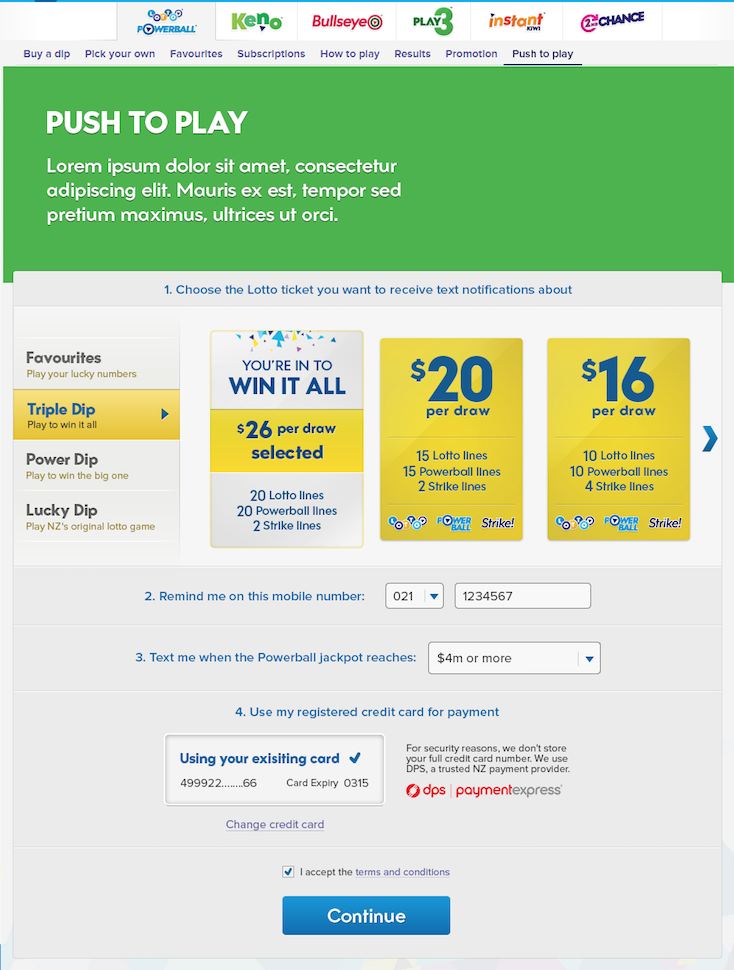 LOTTO
POWERBALL
Keno
Bullseye
PLAY 3
instant
KIWI
2ND CHANCE
Buy a dip
Pick your own
Favourites
Subscriptions
How to play
Results
Promotion
Push to play
PUSH TO PLAY
Lorem ipsum dolor sit amet, consectetur
adipiscing elit. Mauris ex est, tempor sed
pretium maximus, ultrices ut orci.
1. Choose the Lotto ticket you want to receive text notifications about
Favourites
Play your lucky numbers
Triple Dip
Play to win it all
Power Dip
Play to win the big one
Lucky Dip
Play NZ's original lotto game
YOU'RE IN TO
WIN IT ALL
$26 per draw
selected
20 Lotto lines
20 Powerball lines
2 Strike lines
$20
per draw
15 Lotto lines
15 Powerball lines
2 Strike lines
LOTTO POWER BALL Strike!
$16
per draw
10 Lotto lines
10 Powerball lines
4 Strike lines
LOTTO POWER BALL Strike!
2. Remind me on this mobile number:
021
1234567
3. Text me when the Powerball jackpot reaches:
$4m or more
4. Use my registered credit card for payment
Using your exisiting card
499922........66
Card Expiry 0315
For security reasons, we don't store
your full credit card number. We use
DPS, a trusted NZ payment provider.
dps | paymentexpress
Change credit card
I accept the terms and conditions
Continue